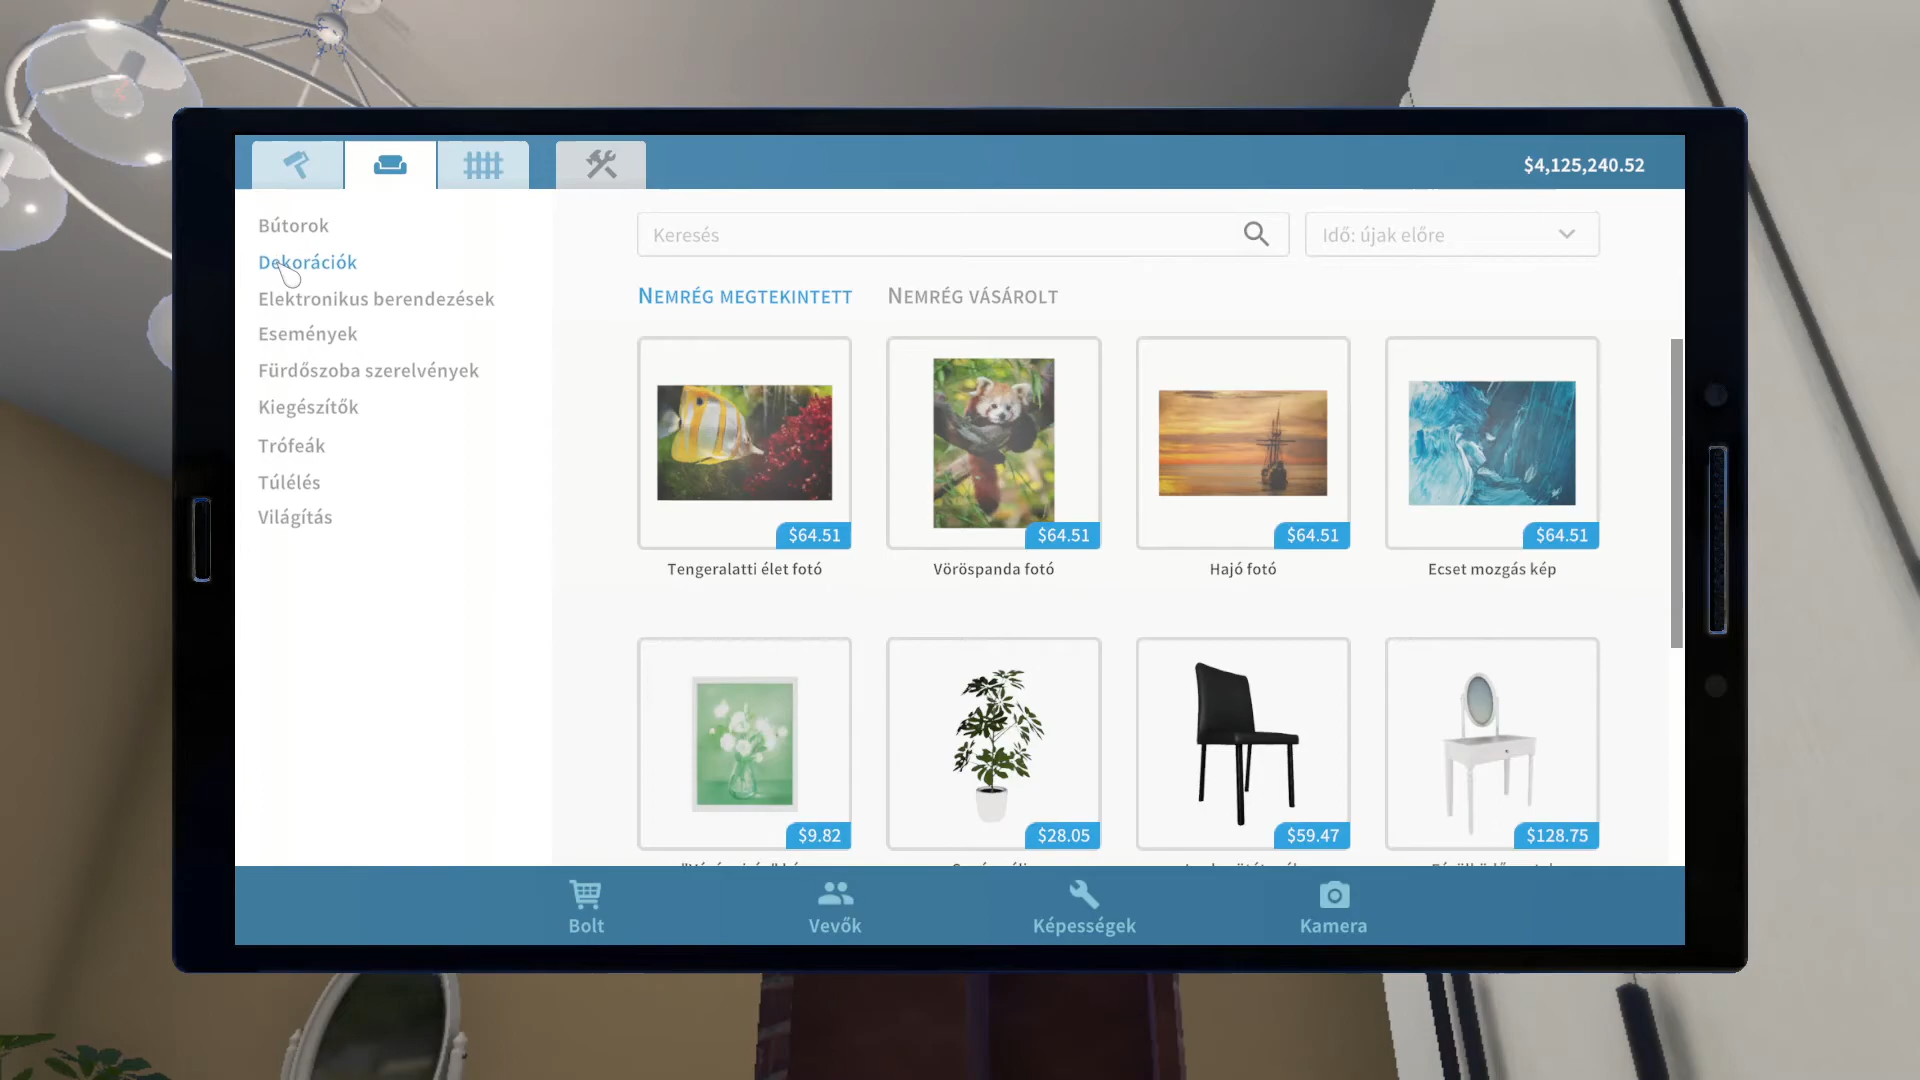 $4,125,240.52
Bútorok
Dekorációk
Elektronikus berendezések
Események
Fürdőszoba szerelvények
Kiegészítők
Trófeák
Túlélés
Világítás
Keresés
Idő: újak előre
NEMRÉG MEGTEKINTETT
NEMRÉG VÁSÁROLT
$64.51
$64.51
$64.51
$64.51
Tengeralatti élet fotó
Vöröspanda fotó
Hajó fotó
Ecset mozgás kép
$9.82
$28.05
$59.47
$128.75
Bolt
Vevők
Képességek
Kamera